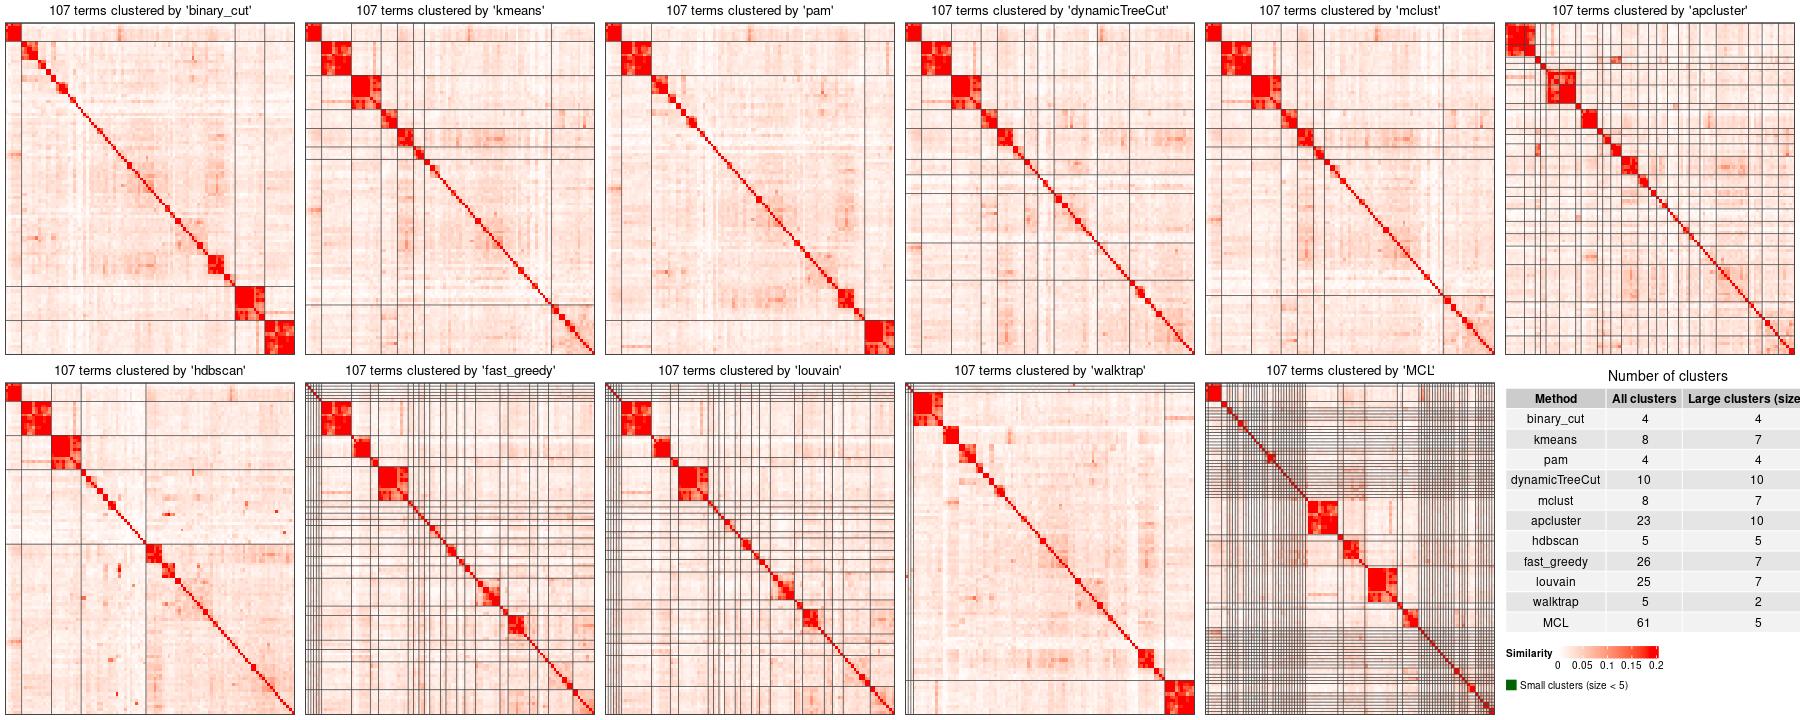 107 terms clustered by 'binary_cut'
107 terms clustered by 'kmeans'
107 terms clustered by 'pam'
107 terms clustered by 'dynamicTreeCut'
107 terms clustered by 'mclust'
107 terms clustered by 'apcluster'
107 terms clustered by 'hdbscan'
107 terms clustered by 'fast_greedy'
107 terms clustered by 'louvain'
107 terms clustered by 'walktrap'
107 terms clustered by 'MCL'
Number of clusters
Method All clusters Large clusters (size
binary_cut 4 4
kmeans 8 7
pam 4 4
dynamicTreeCut 10 10
mclust 8 7
apcluster 23 10
hdbscan 5 5
fast_greedy 26 7
louvain 25 7
walktrap 5 2
MCL 61 5
Similarity
0 0.05 0.1 0.15 0.2
Small clusters (size < 5)